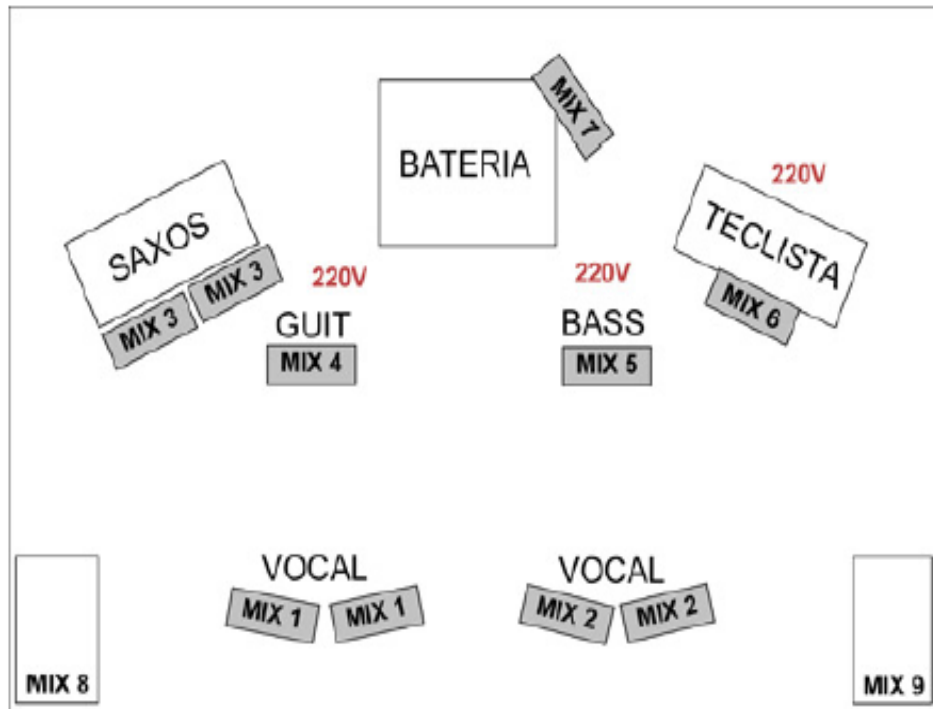 MIX 7
BATERIA
220V
TECLISTA
MIX 6
SAXOS
MIX 3
MIX 3
220V
GUIT
MIX 4
220V
BASS
MIX 5
VOCAL
MIX 1
MIX 1
VOCAL
MIX 2
MIX 2
MIX 8
MIX 9